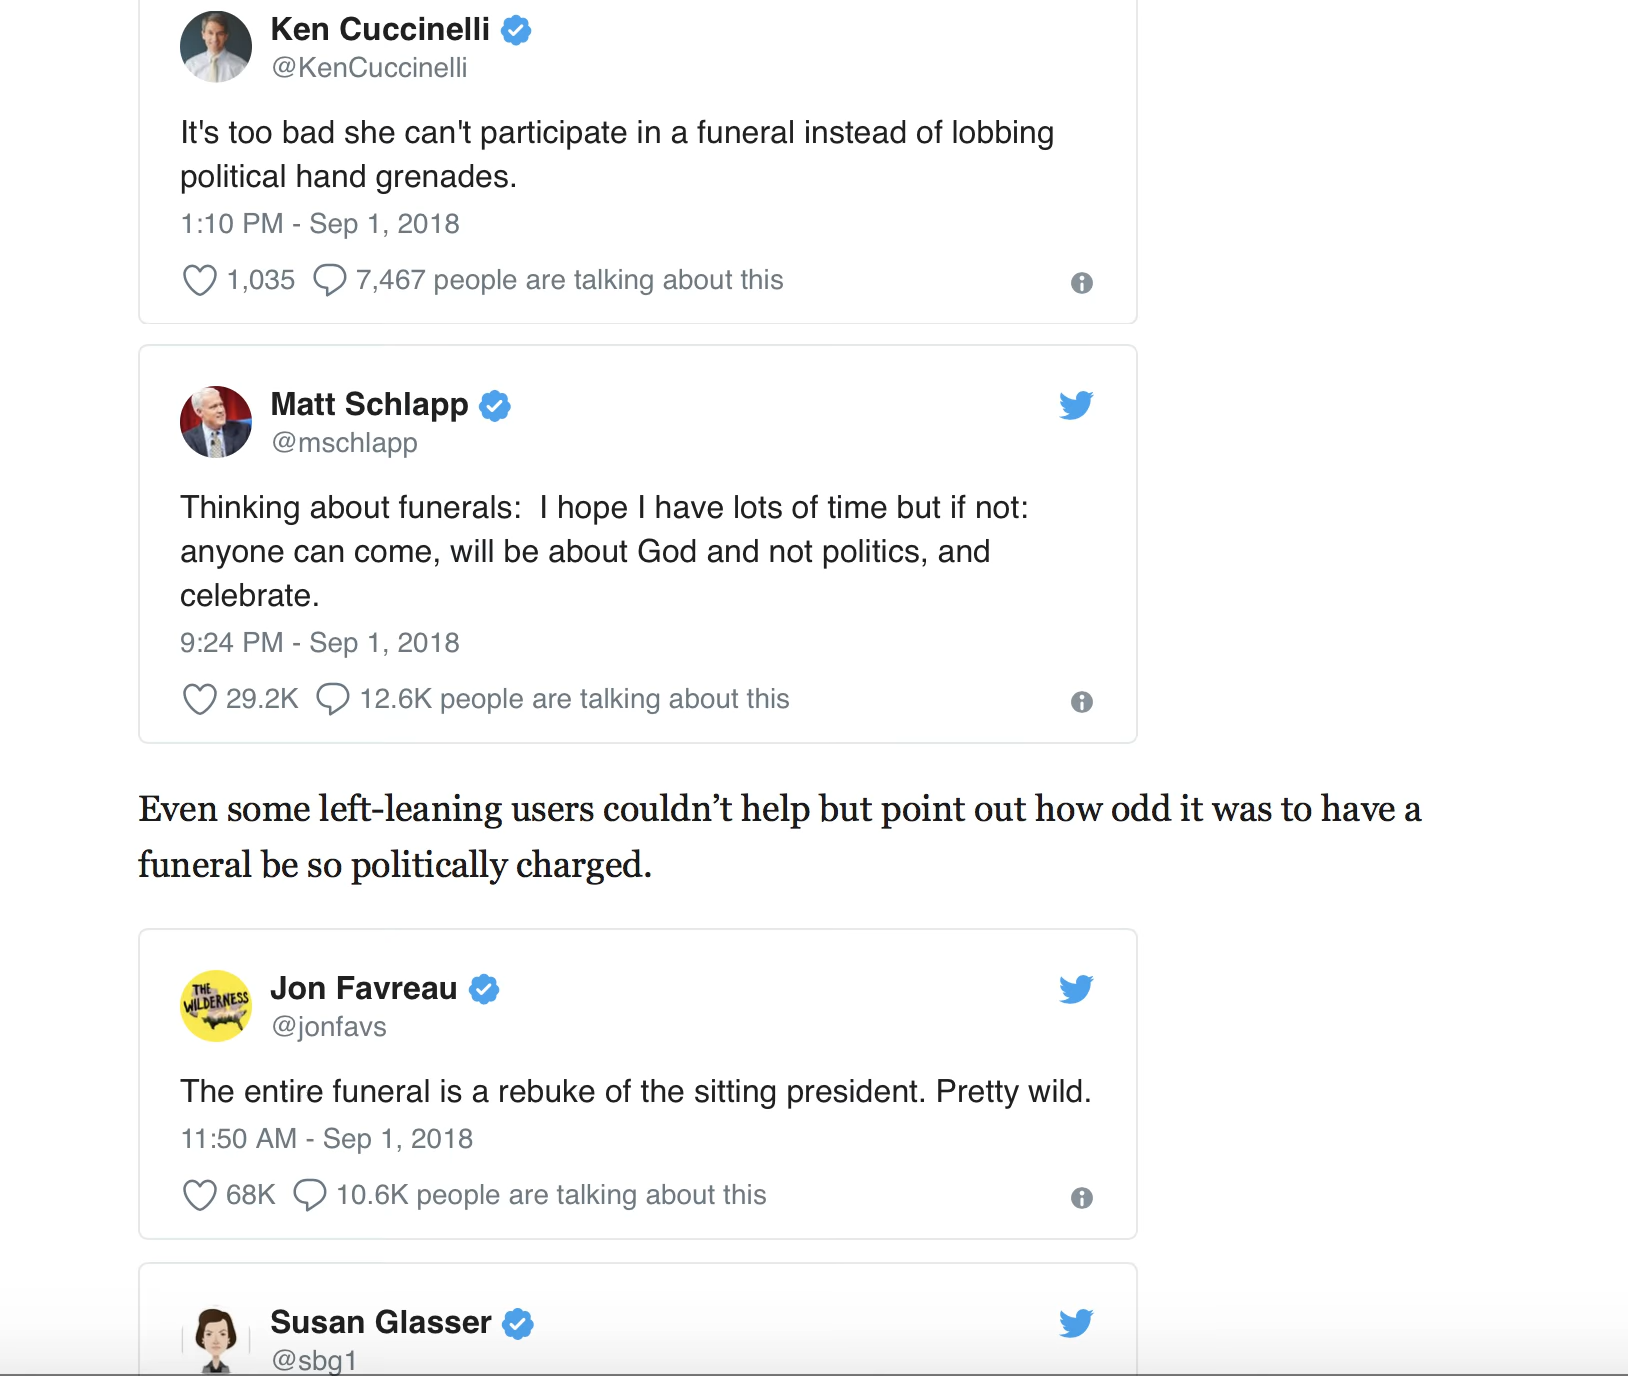 Ken Cuccinelli
@KenCuccinelli
It's too bad she can't participate in a funeral instead of lobbing
political hand grenades.
1:10 PM - Sep 1, 2018
1,035 7,467 people are talking about this
Matt Schlapp
@mschlapp
Thinking about funerals:  I hope I have lots of time but if not:
anyone can come, will be about God and not politics, and
celebrate.
9:24 PM - Sep 1, 2018
29.2K 12.6K people are talking about this
Even some left-leaning users couldn’t help but point out how odd it was to have a
funeral be so politically charged.
THE
WILDERNESS
Jon Favreau
@jonfavs
The entire funeral is a rebuke of the sitting president. Pretty wild.
11:50 AM - Sep 1, 2018
68K 10.6K people are talking about this
Susan Glasser
@sbg1